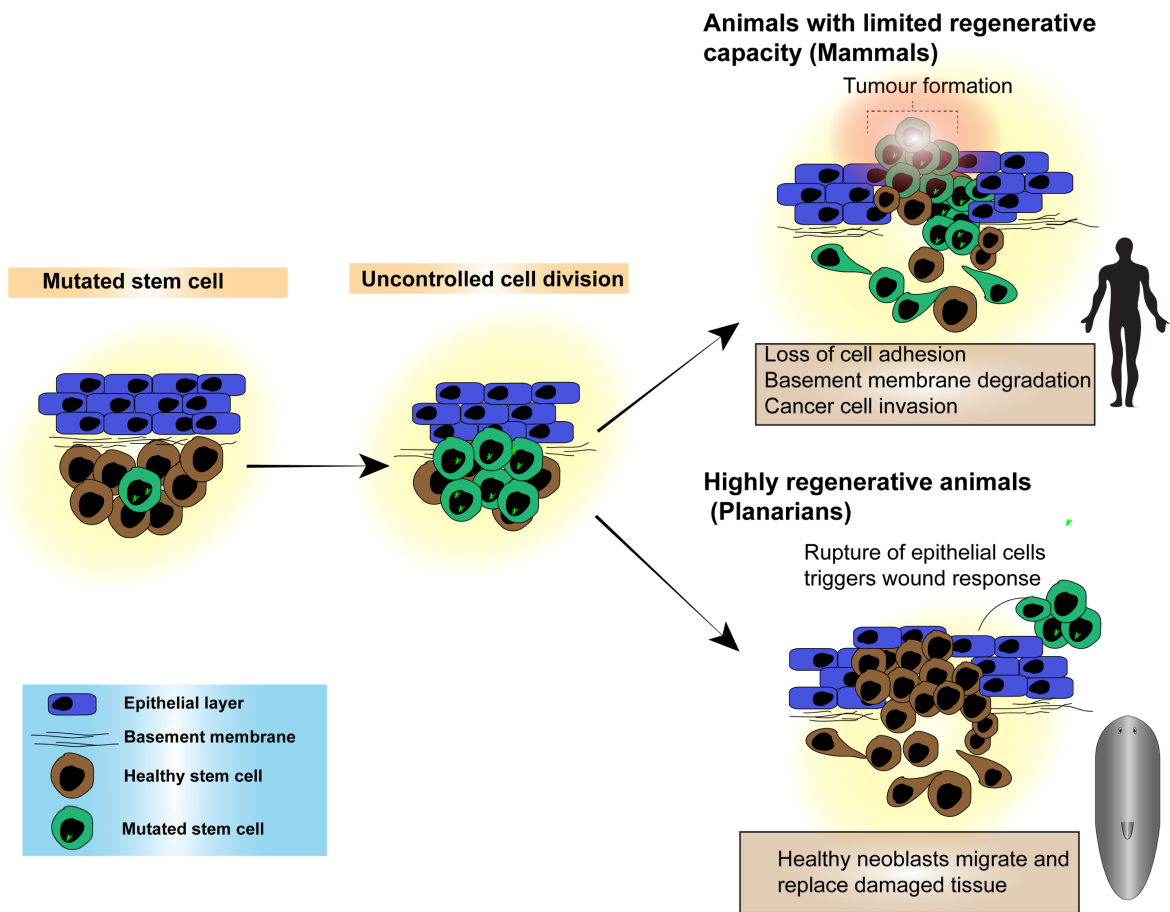 Animals with limited regenerative
capacity (Mammals)
Tumour formation
Mutated stem cell
Uncontrolled cell division
Loss of cell adhesion
Basement membrane degradation
Cancer cell invasion
Highly regenerative animals
(Planarians)
Rupture of epithelial cells
triggers wound response
Epithelial layer
Basement membrane
Healthy stem cell
Mutated stem cell
Healthy neoblasts migrate and
replace damaged tissue